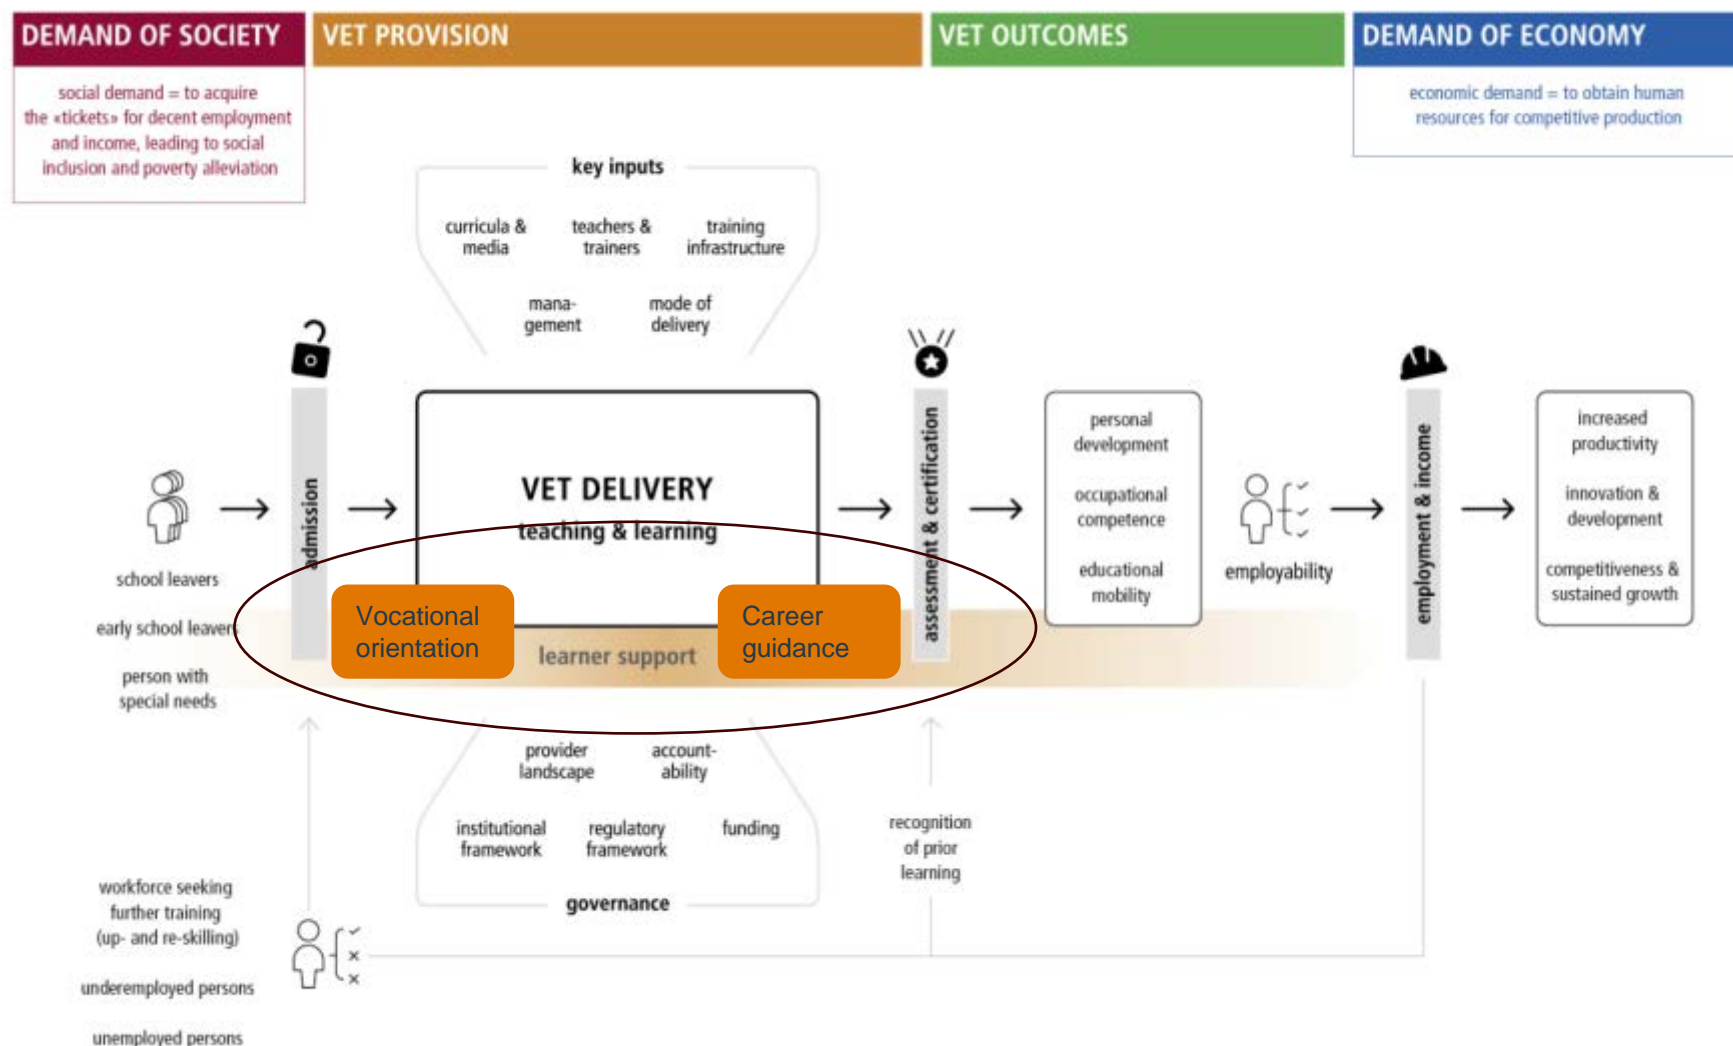 DEMAND OF SOCIETY
VET PROVISION
VET OUTCOMES
DEMAND OF ECONOMY
social demand = to acquire
the «tickets» for decent employment
and income, leading to social
inclusion and poverty alleviation
economic demand = to obtain human
resources for competitive production
key inputs
curricula &
media
teachers &
trainers
training
infrastructure
mana-
gement
mode of
delivery
school leavers
early school leavers
person with
special needs
admission
VET DELIVERY
teaching & learning
Vocational
orientation
learner support
Career
guidance
assessment & certification
personal
development
occupational
competence
educational
mobility
employability
employment & income
increased
productivity
innovation &
development
competitiveness &
sustained growth
provider
landscape
account-
ability
institutional
framework
regulatory
framework
funding
governance
recognition
of prior
learning
workforce seeking
further training
(up- and re-skilling)
underemployed persons
unemployed persons